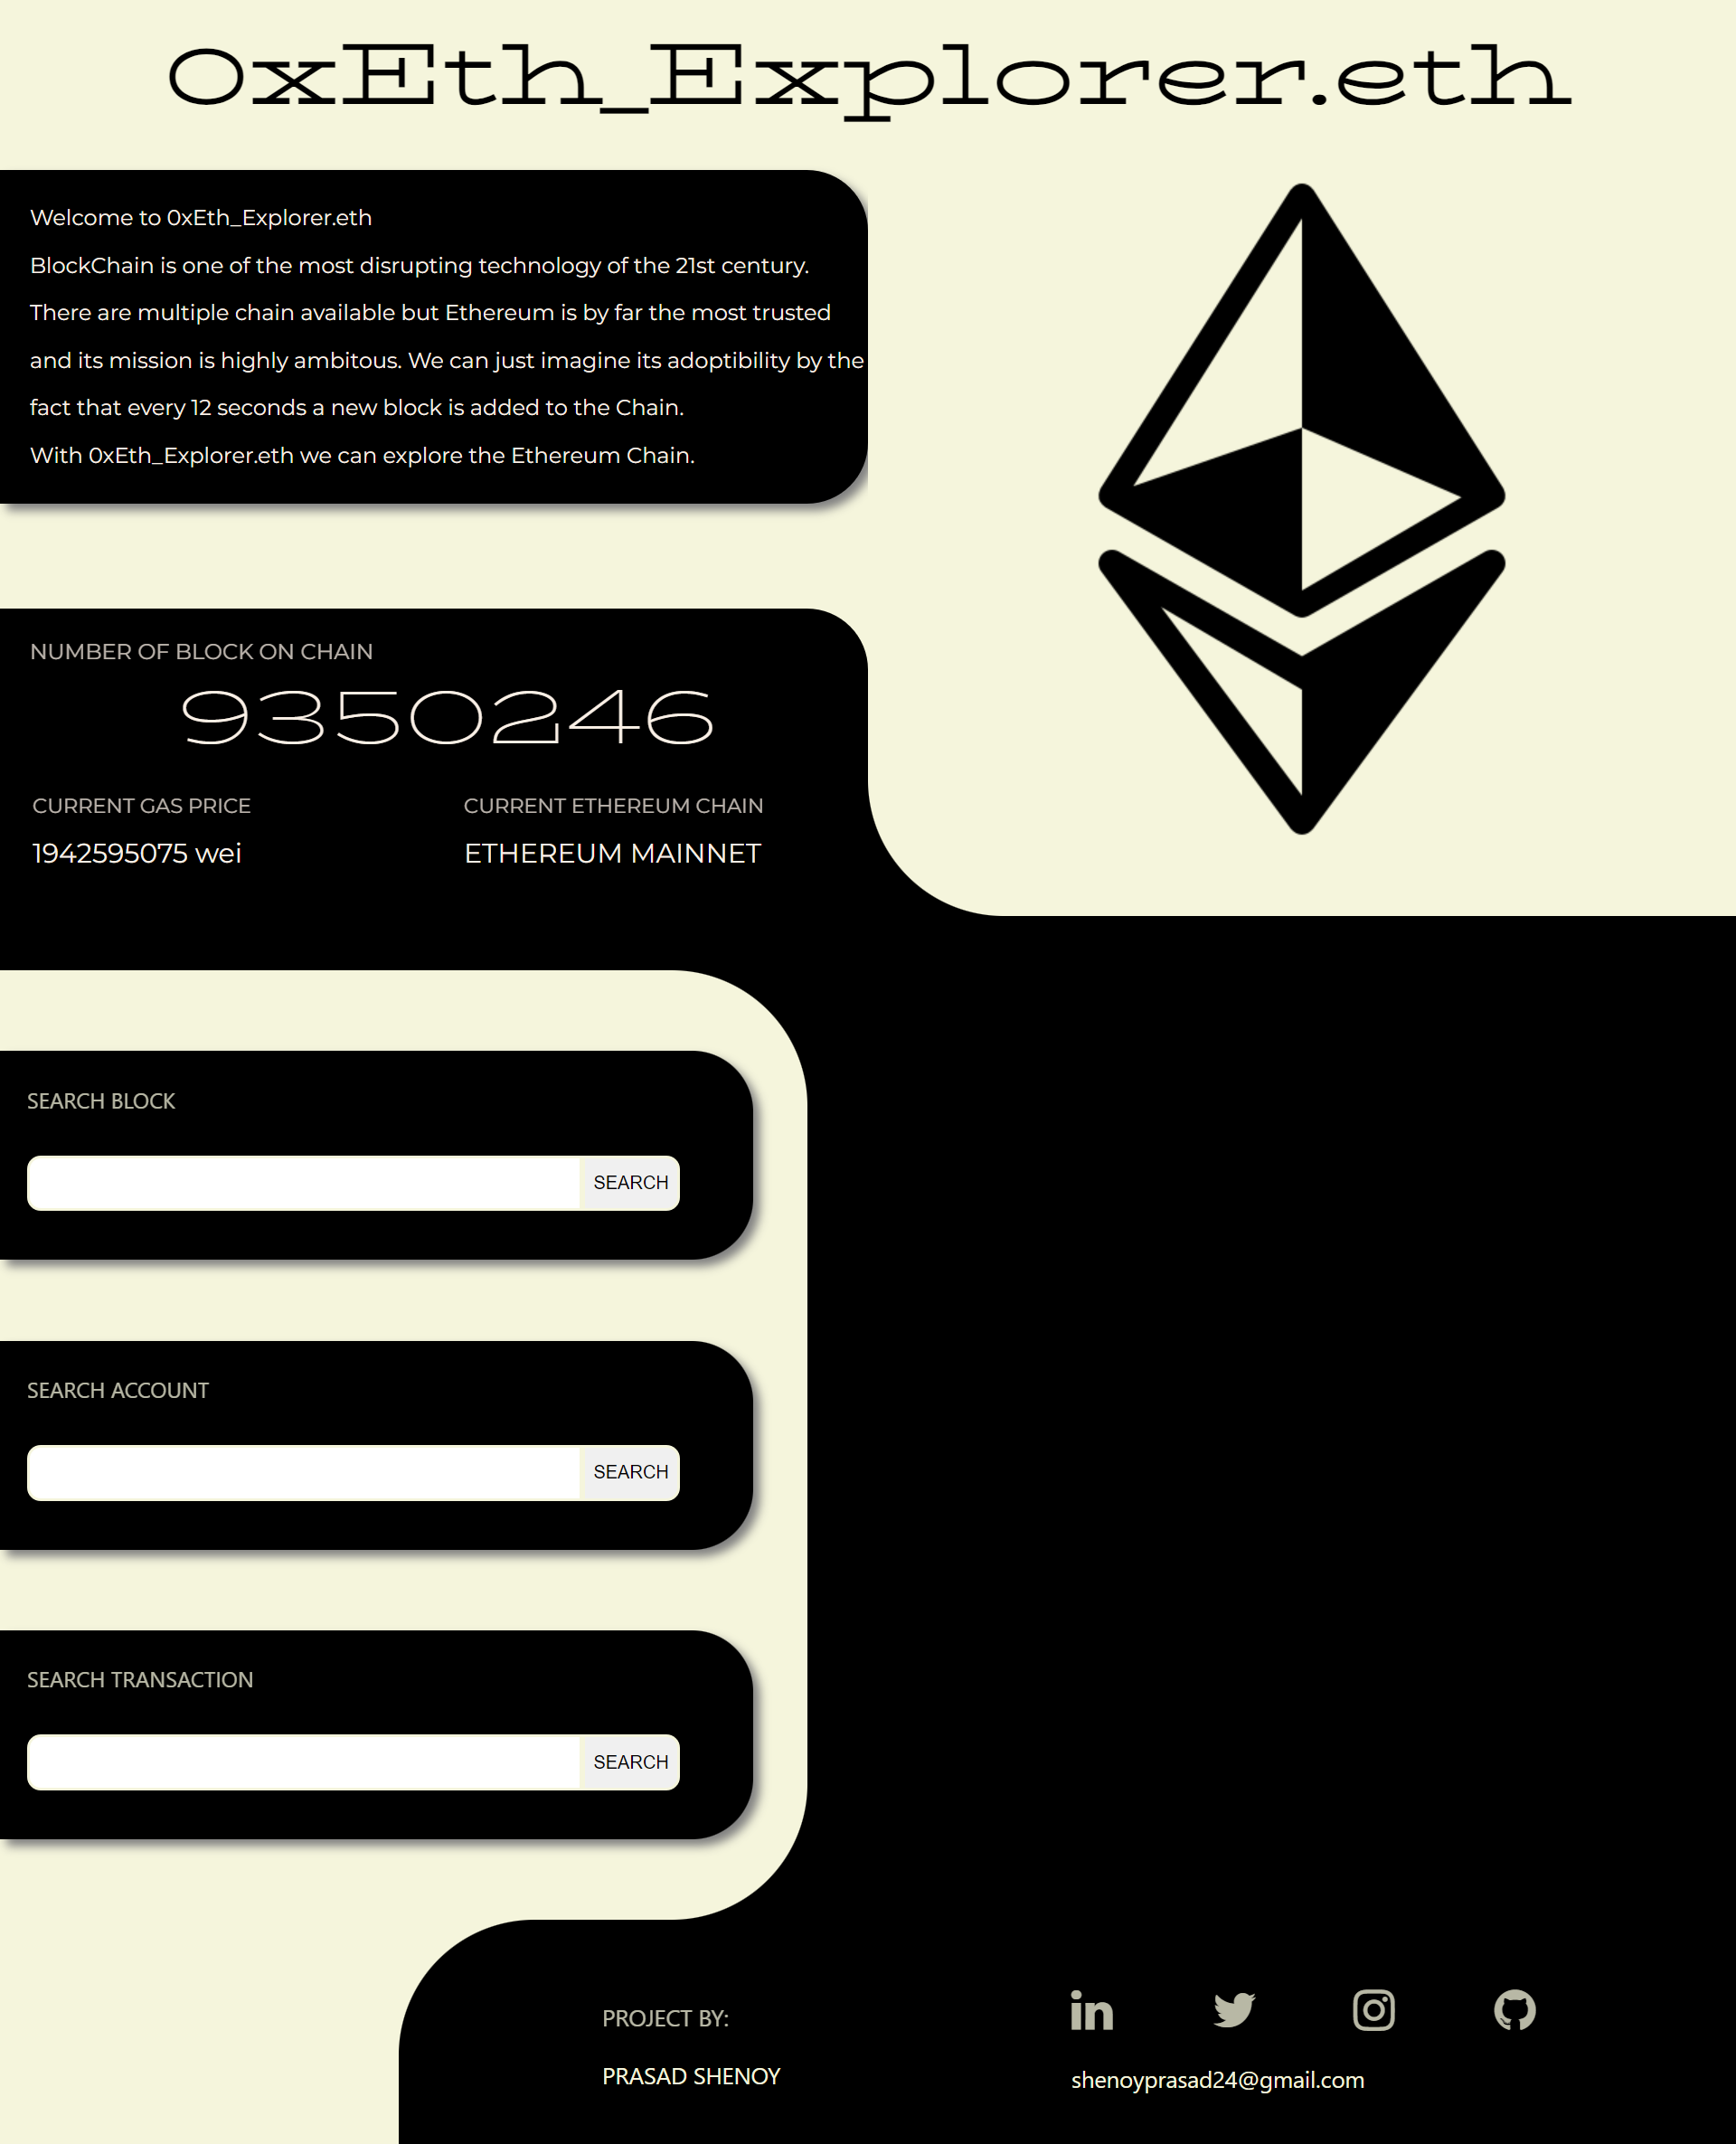 0xEth_Explorer.eth
Welcome to 0xEth_Explorer.eth
BlockChain is one of the most disrupting technology of the 21st century.
There are multiple chain available but Ethereum is by far the most trusted
and its mission is highly ambitous. We can just imagine its adoptibility by the
fact that every 12 seconds a new block is added to the Chain.
With 0xEth_Explorer.eth we can explore the Ethereum Chain.
NUMBER OF BLOCK ON CHAIN
9350246
CURRENT GAS PRICE
1942595075 wei
CURRENT ETHEREUM CHAIN
ETHEREUM MAINNET
SEARCH BLOCK
SEARCH
SEARCH ACCOUNT
SEARCH
SEARCH TRANSACTION
SEARCH
PROJECT BY:
PRASAD SHENOY
in
shenoyprasad24@gmail.com